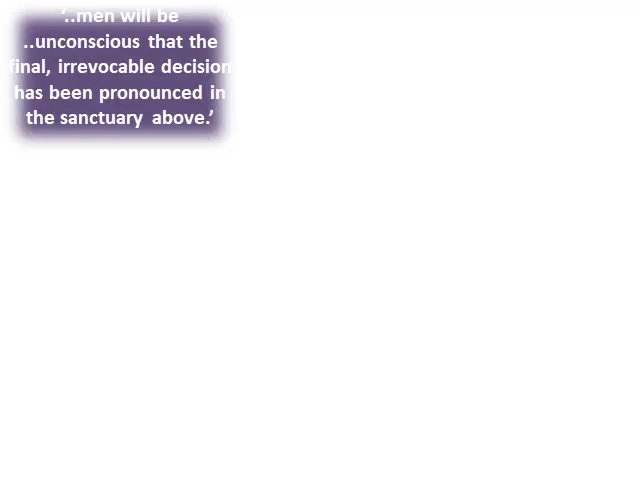 ‘..men will be
..unconscious that the
final, irrevocable decision
has been pronounced in
the sanctuary above.’